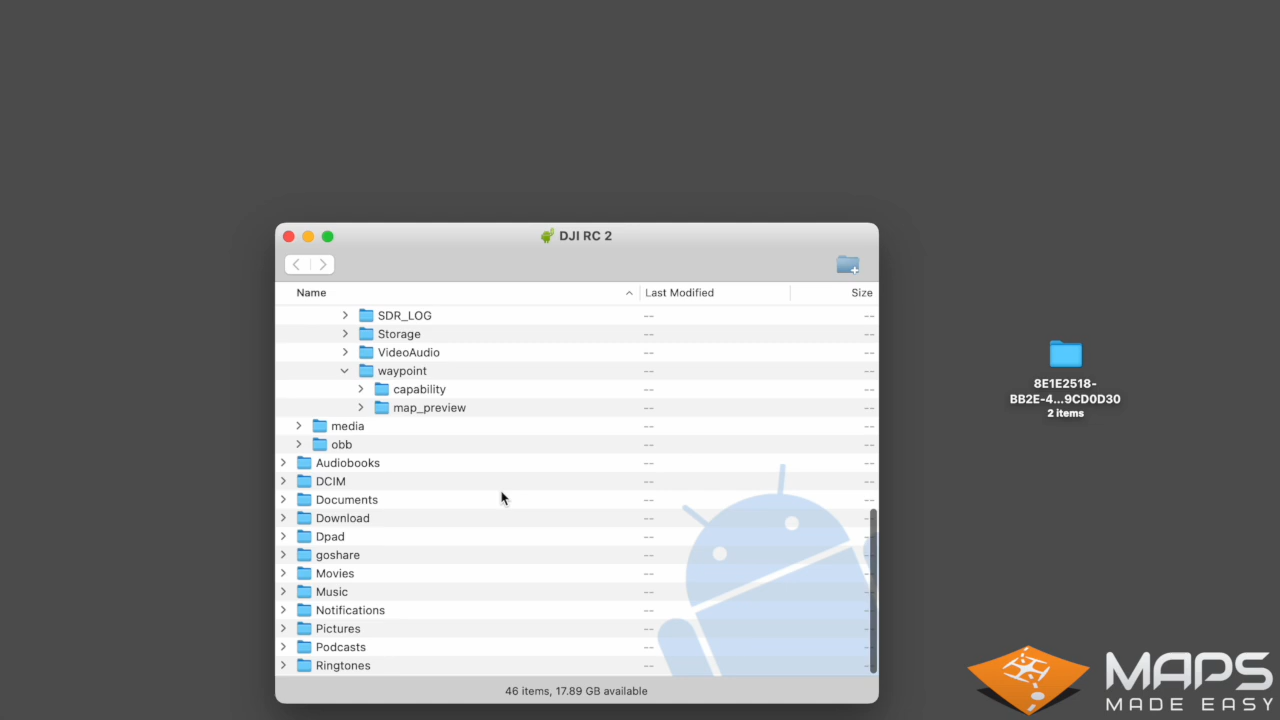 DJI RC 2
Name Last Modified Size
SDR_LOG -- --
Storage -- --
VideoAudio -- --
waypoint -- --
capability -- --
map_preview -- --
media -- --
obb -- --
Audiobooks -- --
DCIM -- --
Documents -- --
Download -- --
Dpad -- --
goshare -- --
Movies -- --
Music -- --
Notifications -- --
Pictures -- --
Podcasts -- --
Ringtones -- --
46 items, 17.89 GB available
8E1E2518-
BB2E-4...9CD0D30
2 items
MAPS
MADE EASY